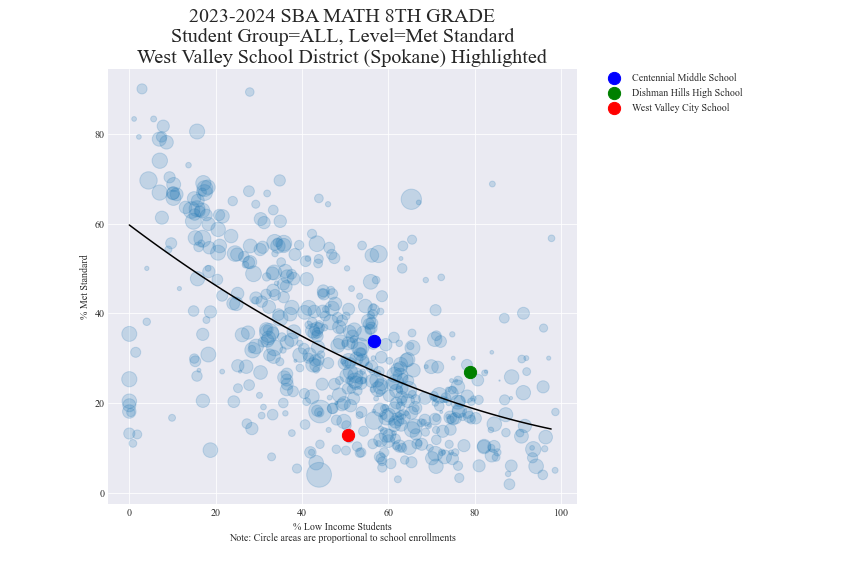 2023-2024 SBA MATH 8TH GRADE
Student Group=ALL, Level=Met Standard
West Valley School District (Spokane) Highlighted
Centennial Middle School
Dishman Hills High School
West Valley City School
% Met Standard
80
60
40
20
0
0 20 40 60 80 100
% Low Income Students
Note: Circle areas are proportional to school enrollments